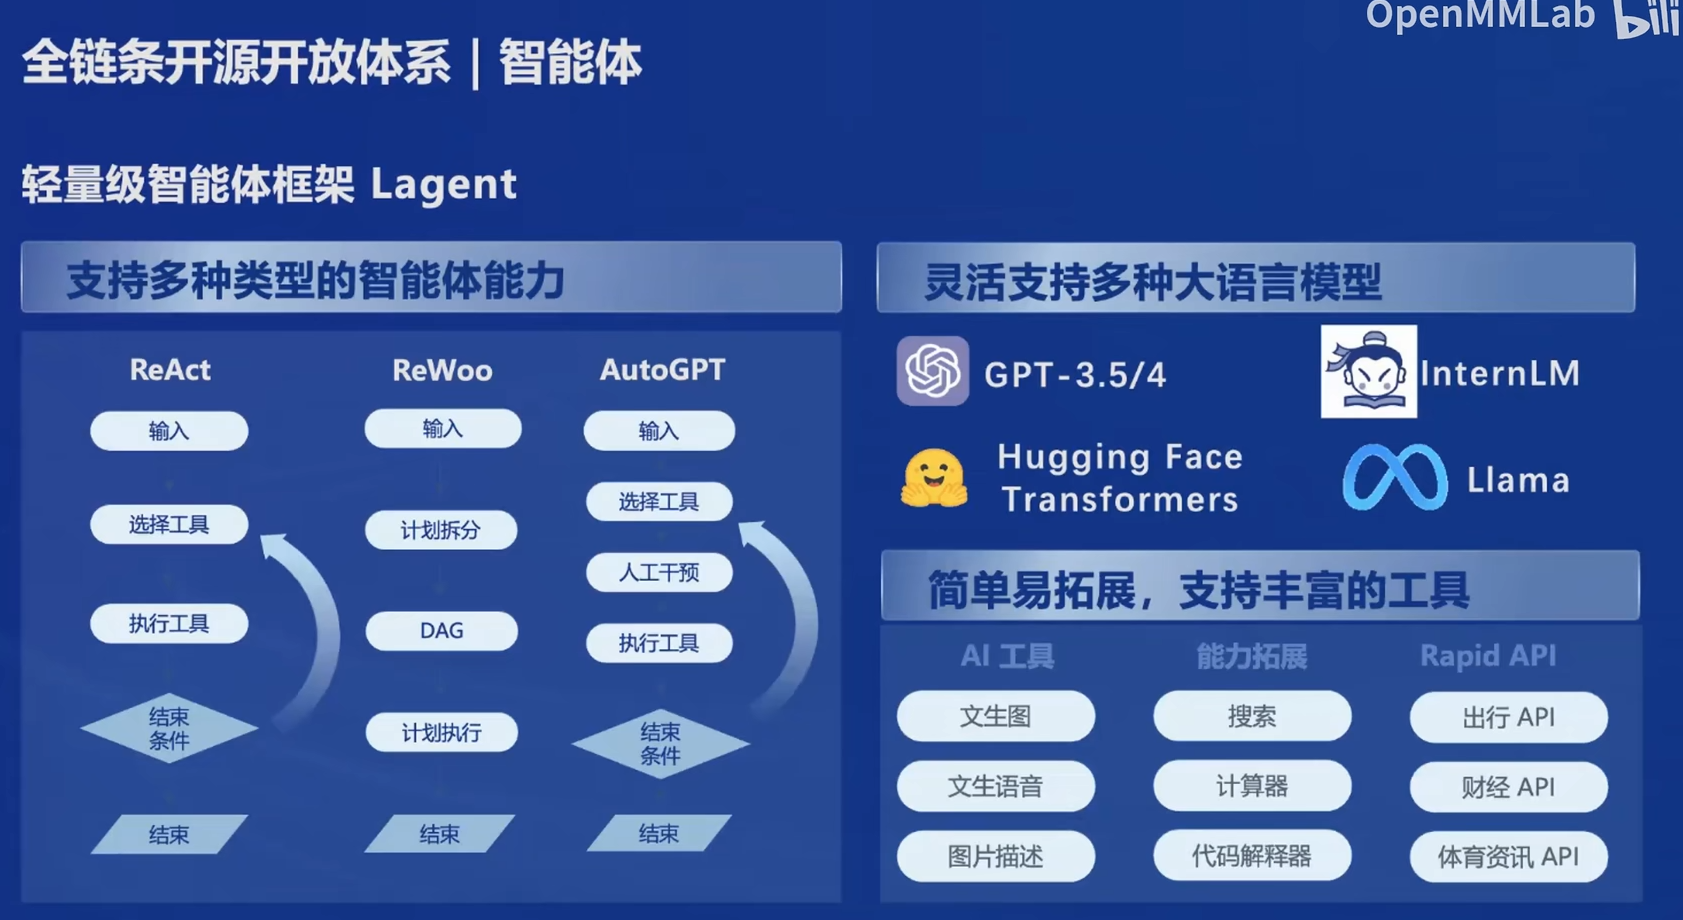 OpenMMLab bili
全链条开源开放体系｜智能体
轻量级智能体框架 Lagent
支持多种类型的智能体能力
ReAct
输入
选择工具
执行工具
结束
条件
结束
ReWoo
输入
计划拆分
DAG
计划执行
结束
AutoGPT
输入
选择工具
人工干预
执行工具
结束
条件
结束
灵活支持多种大语言模型
GPT-3.5/4
InternLM
Hugging Face
Transformers
Llama
简单易拓展，支持丰富的工具
AI 工具
文生图
文生语音
图片描述
能力拓展
搜索
计算器
代码解释器
Rapid API
出行 API
财经 API
体育资讯 API